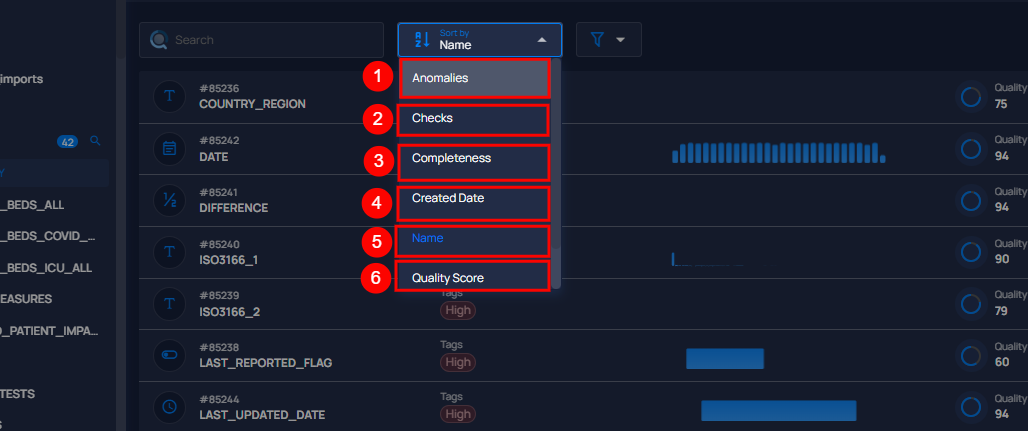 Search
Sort by
Name
imports
1 Anomalies
#85236
COUNTRY_REGION
Quality
75
2 Checks
42
#85242
DATE
Quality
94
3 Completeness
Y
#85241
DIFFERENCE
4 Created Date
Quality
94
_BEDS_ALL
_BEDS_COVID_...
5 Name
#85240
ISO3166_1
Quality
90
_BEDS_ICU_ALL
6 Quality Score
#85239
ISO3166_2
Tags
High
Quality
79
EASURES
D_PATIENT_IMPA...
#85238
LAST_REPORTED_FLAG
Tags
High
Quality
60
TESTS
#85244
LAST_UPDATED_DATE
Tags
High
Quality
94
S